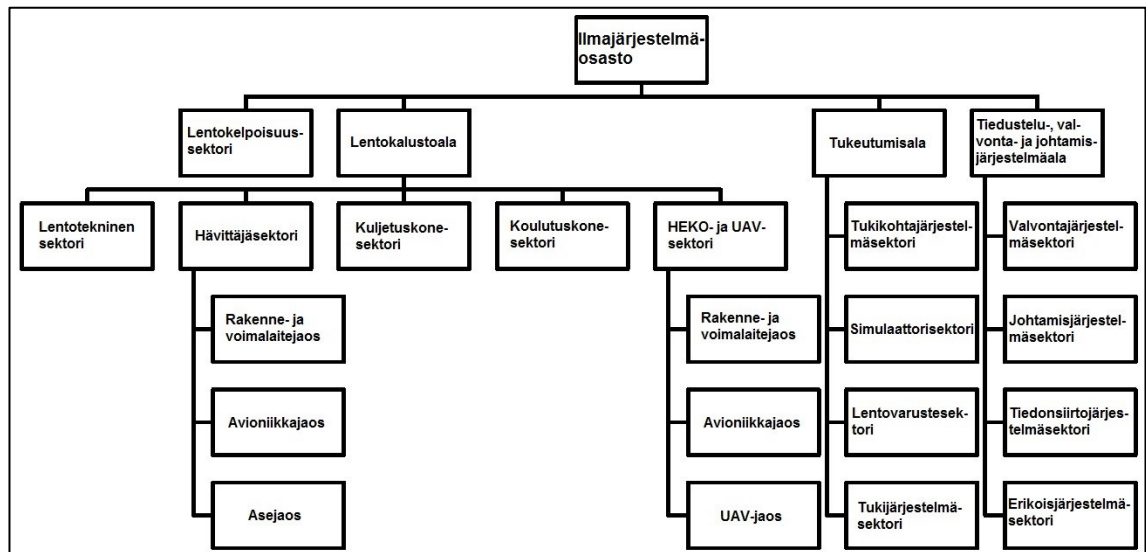 Ilmajärjestelmä-
osasto
Lentokelpoisuus-
sektori
Lentokalustoala
Tukeutumisala
Tiedustelu-, val-
vonta- ja johtamis-
järjestelmäala
Lentotekninen
sektori
Hävittäjäsektori
Kuljetuskone-
sektori
Koulutuskone-
sektori
HEKO- ja UAV-
sektori
Tukikohtajärjestel-
mäsektori
Valvontajärjestel-
mäsektori
Rakenne- ja
voimalaitejaos
Rakenne- ja
voimalaitejaos
Simulaattorisektori
Johtamisjärjestel-
mäsektori
Avioniikkajaos
Avioniikkajaos
Lentovarustesek-
tori
Tiedonsiirtojärjes-
telmäsektori
Asejaos
UAV-jaos
Tukijärjestelmä-
sektori
Erikoisjärjestelmä-
sektori